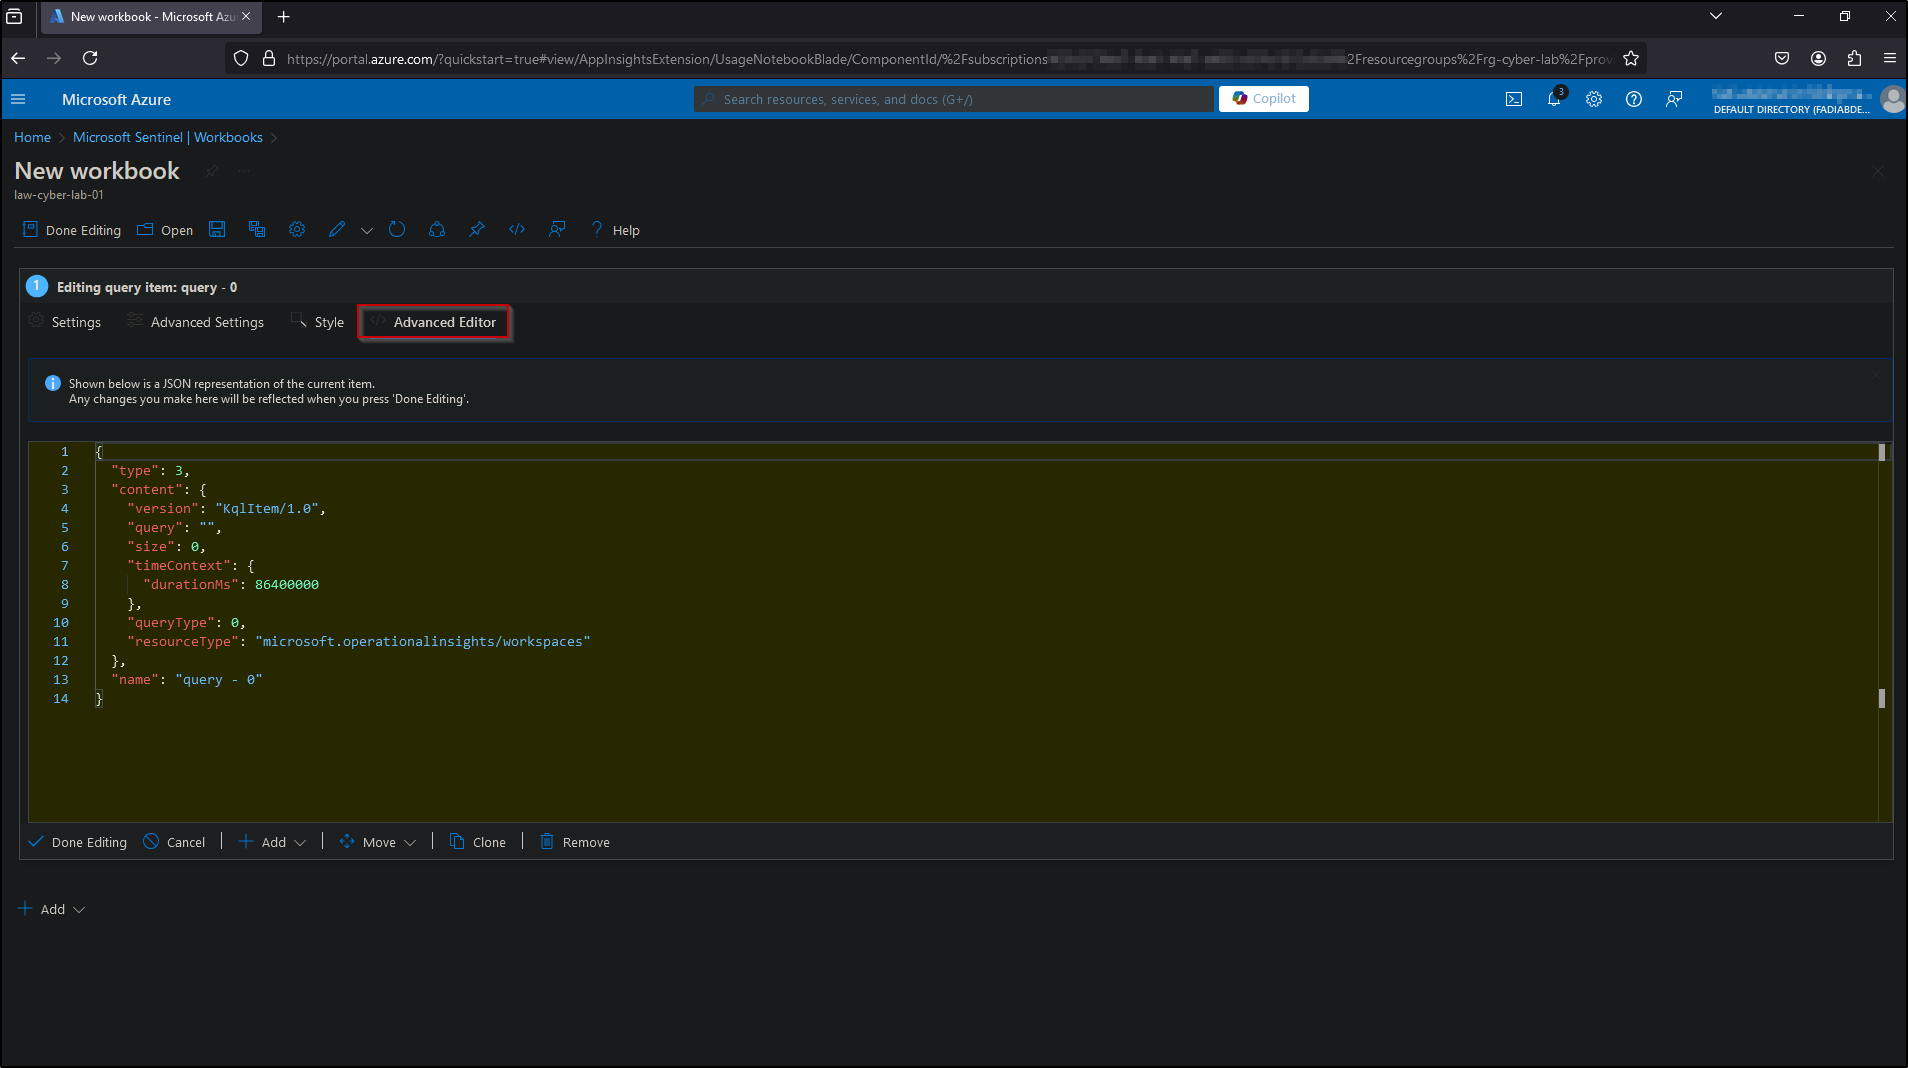 New workbook - Microsoft Azu
https://portal.azure.com/?quickstart=true#view/AppInsightsExtension/UsageNotebookBlade/ComponentId/%2Fsubscriptions
2Fresourcegroups%2Frg-cyber-lab%2Fprov
Microsoft Azure
Search resources, services, and docs (G+/)
Copilot
3
DEFAULT DIRECTORY (FADIABDE...
Home > Microsoft Sentinel | Workbooks >
New workbook
law-cyber-lab-01
Done Editing
Open
Help
1
Editing query item: query - 0
Settings
Advanced Settings
Style
Advanced Editor
Shown below is a JSON representation of the current item.
Any changes you make here will be reflected when you press 'Done Editing'.
1 {
2 "type": 3,
3 "content": {
4 "version": "KqlItem/1.0",
5 "query": "",
6 "size": 0,
7 "timeContext": {
8 "durationMs": 86400000
9 },
10 "queryType": 0,
11 "resourceType": "microsoft.operationalinsights/workspaces"
12 },
13 "name": "query - 0"
14 }
Done Editing
Cancel
Add
Move
Clone
Remove
Add